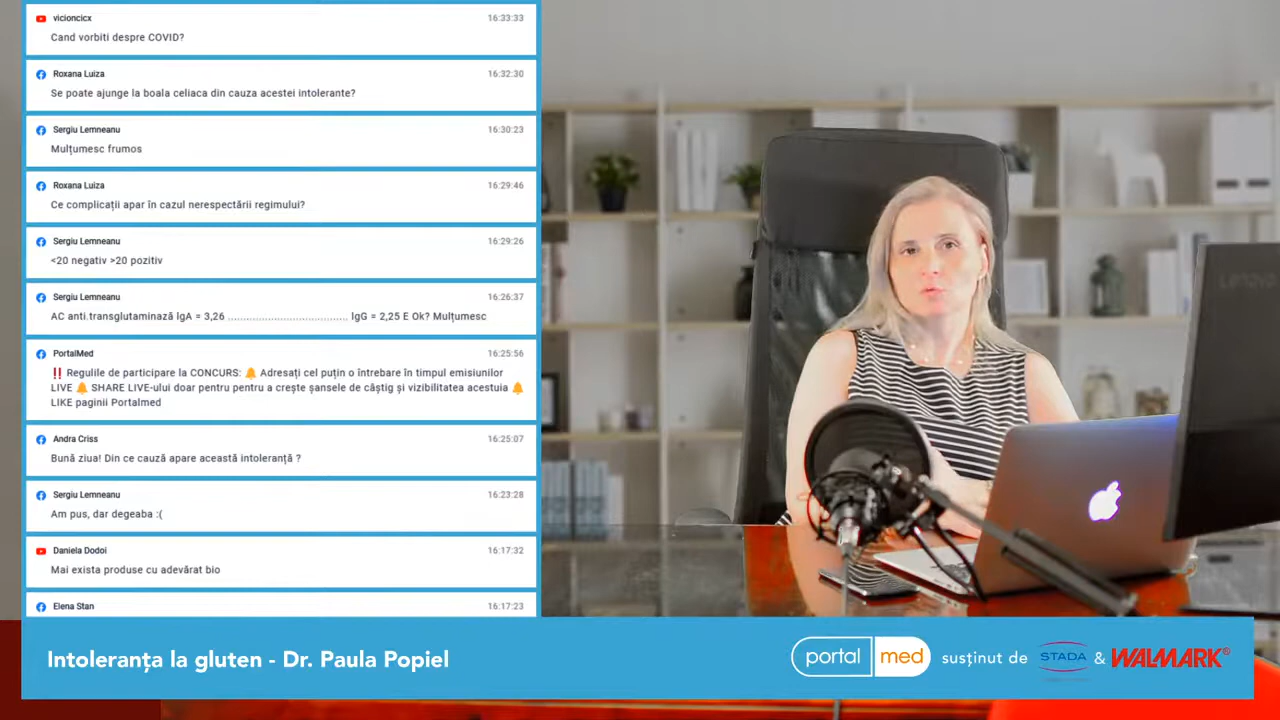 vicioncicx 16:33:33
Cand vorbiti despre COVID?
Roxana Luiza 16:32:30
Se poate ajunge la boala celiaca din cauza acestei intolerante?
Sergiu Lemneanu 16:30:23
Mulțumesc frumos
Roxana Luiza 16:29:46
Ce complicații apar în cazul nerespectării regimului?
Sergiu Lemneanu 16:29:26
<20 negativ >20 pozitiv
Sergiu Lemneanu 16:26:37
AC anti.transglutaminază IgA = 3,26 ....................................... IgG = 2,25 E Ok? Mulțumesc
PortalMed 16:25:56
‼️ Regulile de participare la CONCURS: 🔔 Adresați cel puțin o întrebare în timpul emisiunilor
LIVE 🔔 SHARE LIVE-ului doar pentru pentru a crește șansele de câștig și vizibilitatea acestuia 🔔
LIKE paginii Portalmed
Andra Criss 16:25:07
Bună ziua! Din ce cauză apare această intoleranță ?
Sergiu Lemneanu 16:23:28
Am pus, dar degeaba :(
Daniela Dodoi 16:17:32
Mai exista produse cu adevărat bio
Elena Stan 16:17:23
Lenovo
Intoleranța la gluten - Dr. Paula Popiel
portal med susținut de STADA & WALMARK®